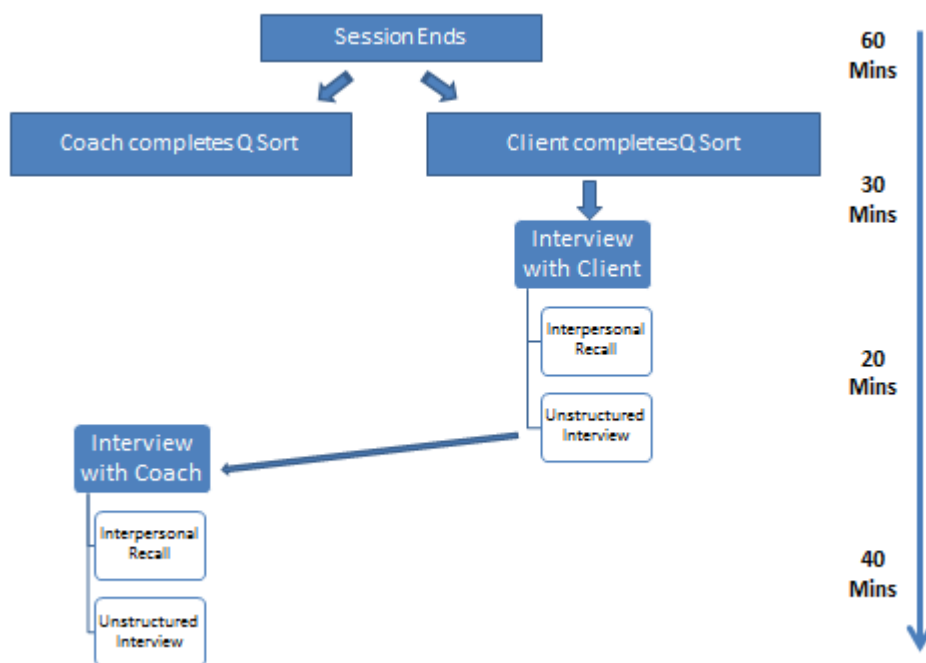 Session Ends
60
Mins
Coach completes Q Sort
Client completes Q Sort
30
Mins
Interview
with Client
Interpersonal
Recall
20
Mins
Unstructured
Interview
Interview
with Coach
Interpersonal
Recall
40
Mins
Unstructured
Interview